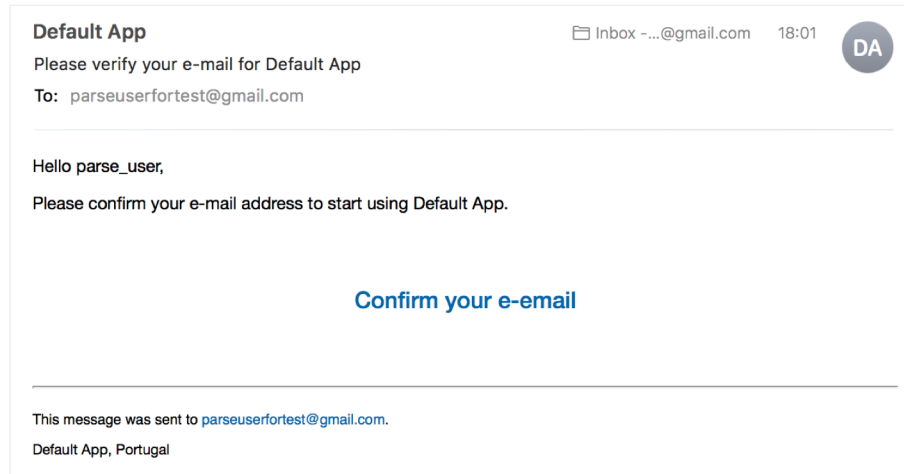 Default App
Inbox -...@gmail.com
18:01
DA
Please verify your e-mail for Default App
To: parseuserfortest@gmail.com
Hello parse_user,
Please confirm your e-mail address to start using Default App.
Confirm your e-email
This message was sent to parseuserfortest@gmail.com.
Default App, Portugal